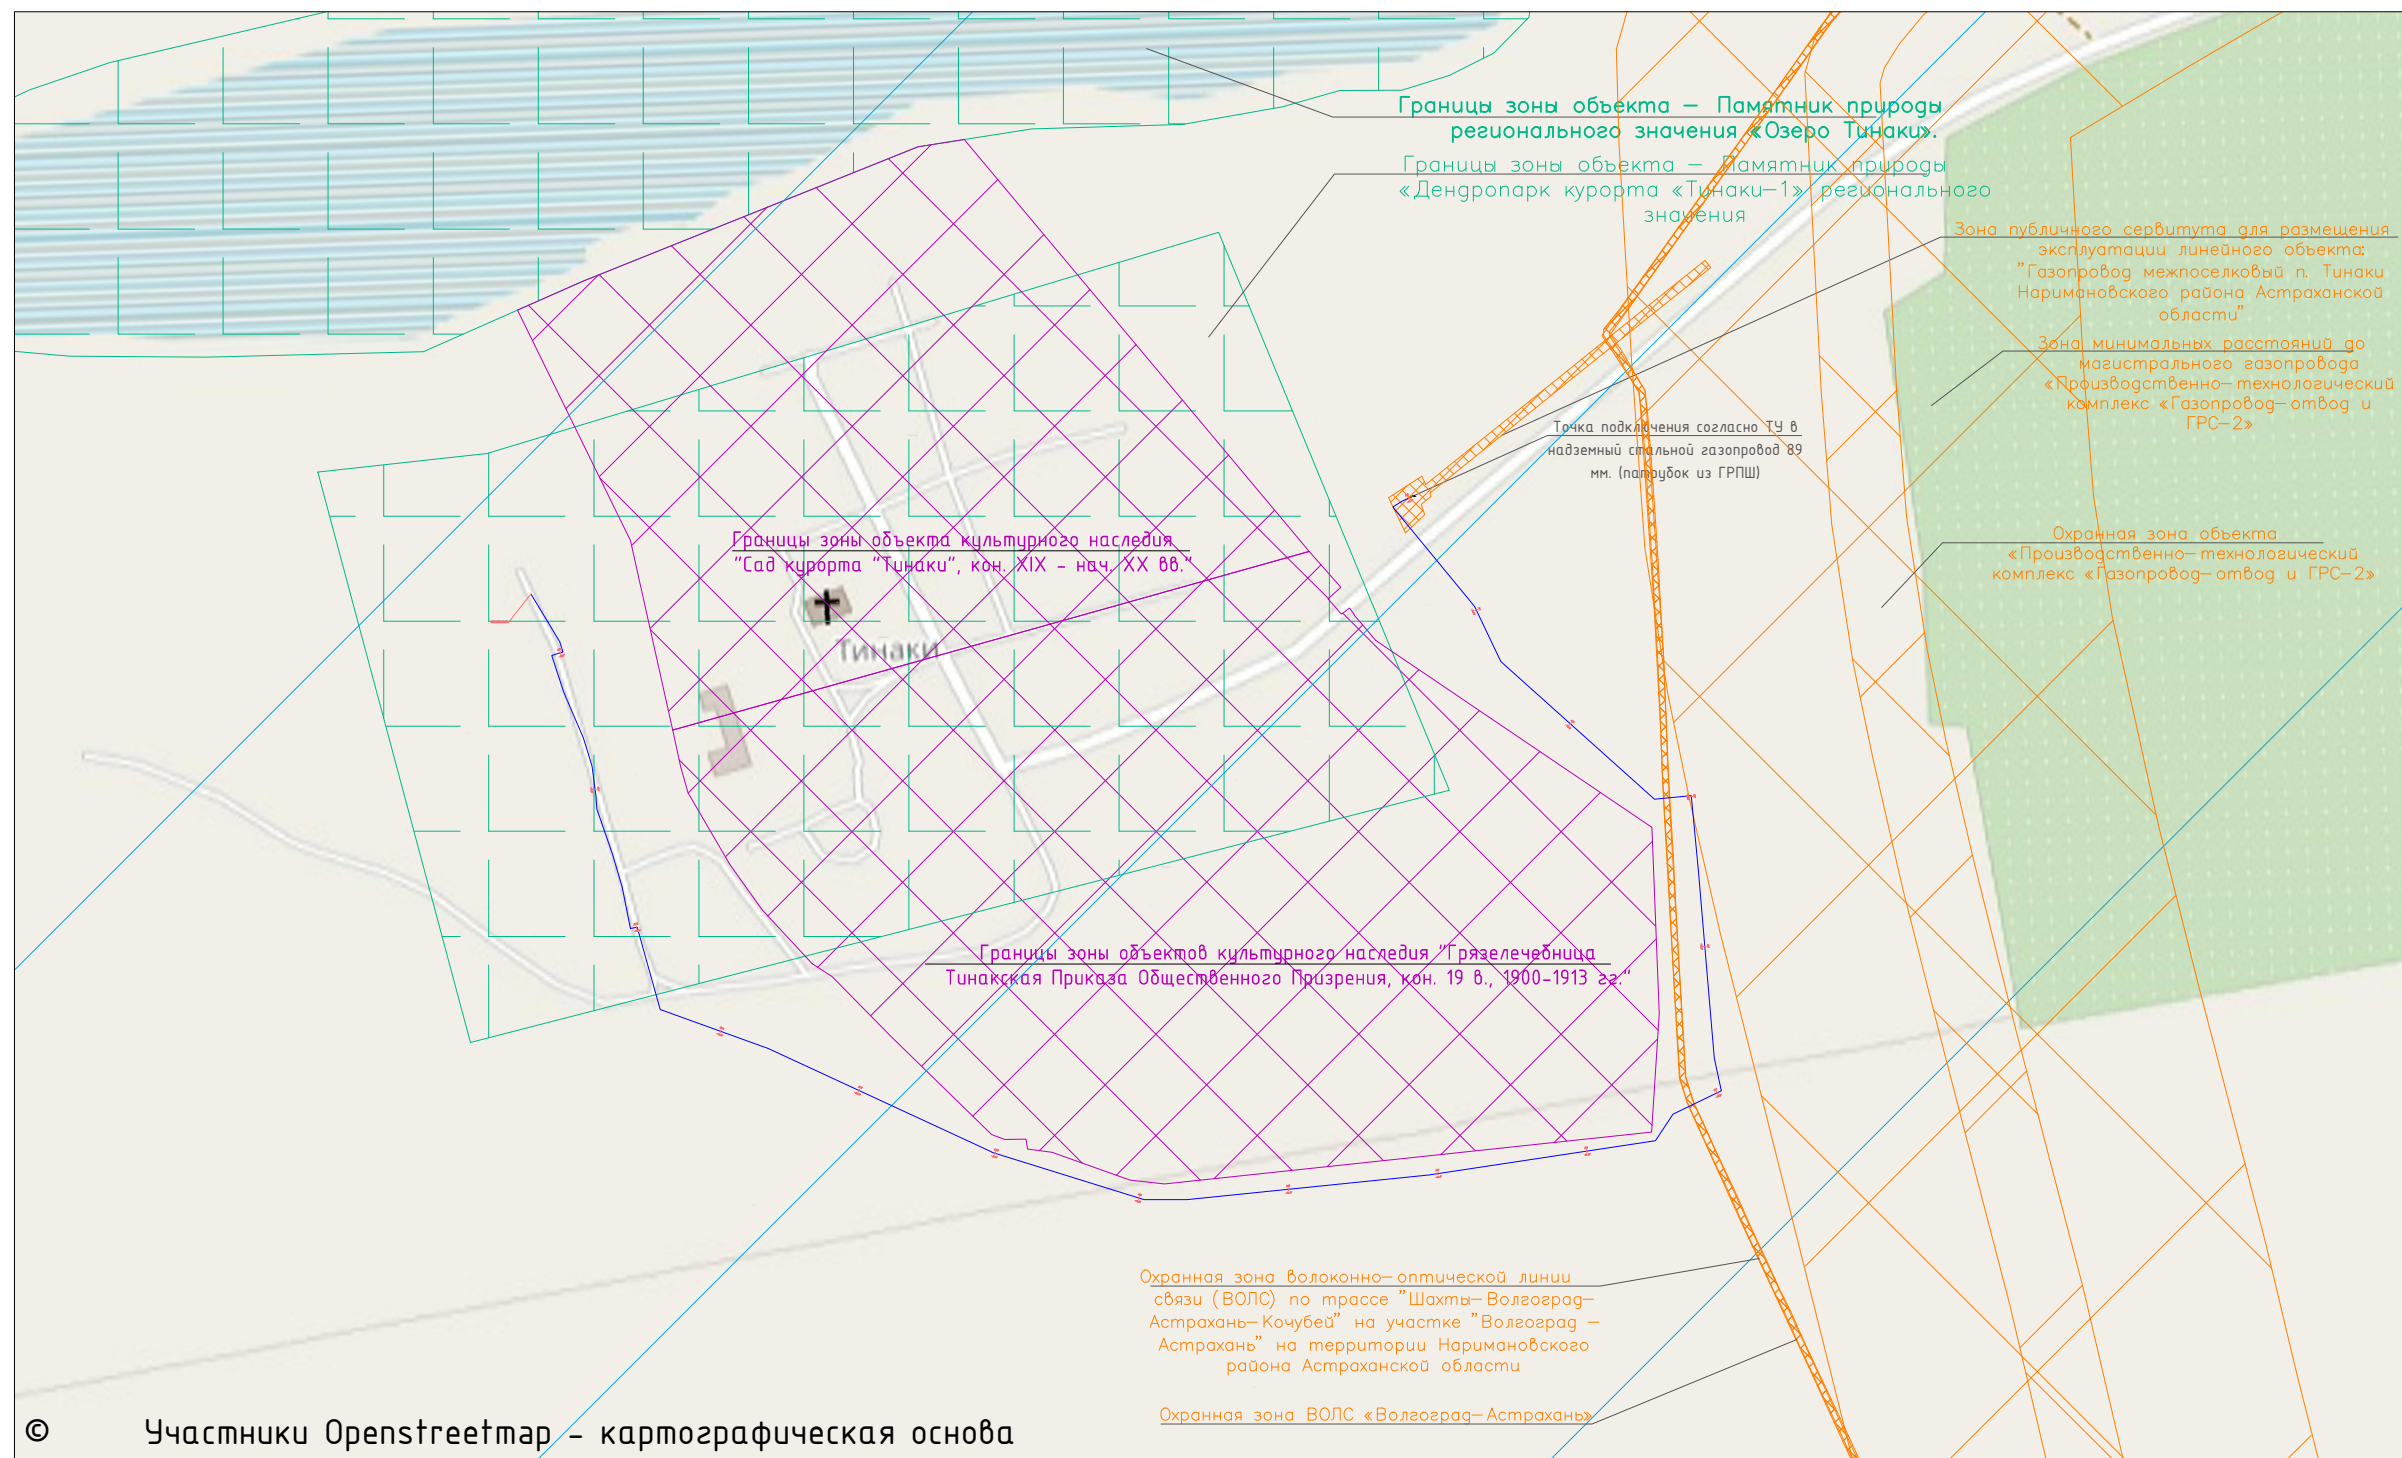 Границы зоны объекта – Памятник природы
регионального значения «Озеро Тинаки».
Границы зоны объекта – Памятник природы
«Дендропарк курорта «Тинаки–1» регионального
значения
Зона публичного сервитута для размещения
эксплуатации линейного объекта:
"Газопровод межпоселковый п. Тинаки
Наримановского района Астраханской
области"
Зона минимальных расстояний до
магистрального газопровода
«Производственно–технологический
комплекс «Газопровод–отвод и
ГРС–2»
Точка подключения согласно ТУ в
надземный стальной газопровод 89
мм. (патрубок из ГРПШ)
Охранная зона объекта
«Производственно–технологический
комплекс «Газопровод–отвод и ГРС–2»
Границы зоны объекта культурного наследия
"Сад курорта "Тинаки", кон. XIX - нач. XX вв."
Тинаки
Границы зоны объектов культурного наследия "Грязелечебница
Тинакская Приказа Общественного Призрения, кон. 19 в., 1900-1913 гг."
Охранная зона волоконно–оптической линии
связи (ВОЛС) по трассе "Шахты–Волгоград–
Астрахань–Кочубей" на участке "Волгоград –
Астрахань" на территории Наримановского
района Астраханской области
Охранная зона ВОЛС «Волгоград–Астрахань»
© Участники Openstreetmap - картографическая основа